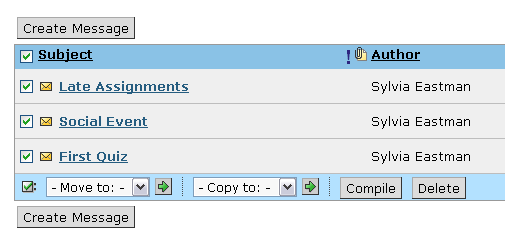 Create Message
Subject ! Author
Late Assignments Sylvia Eastman
Social Event Sylvia Eastman
First Quiz Sylvia Eastman
: - Move to: - - Copy to: - Compile Delete
Create Message